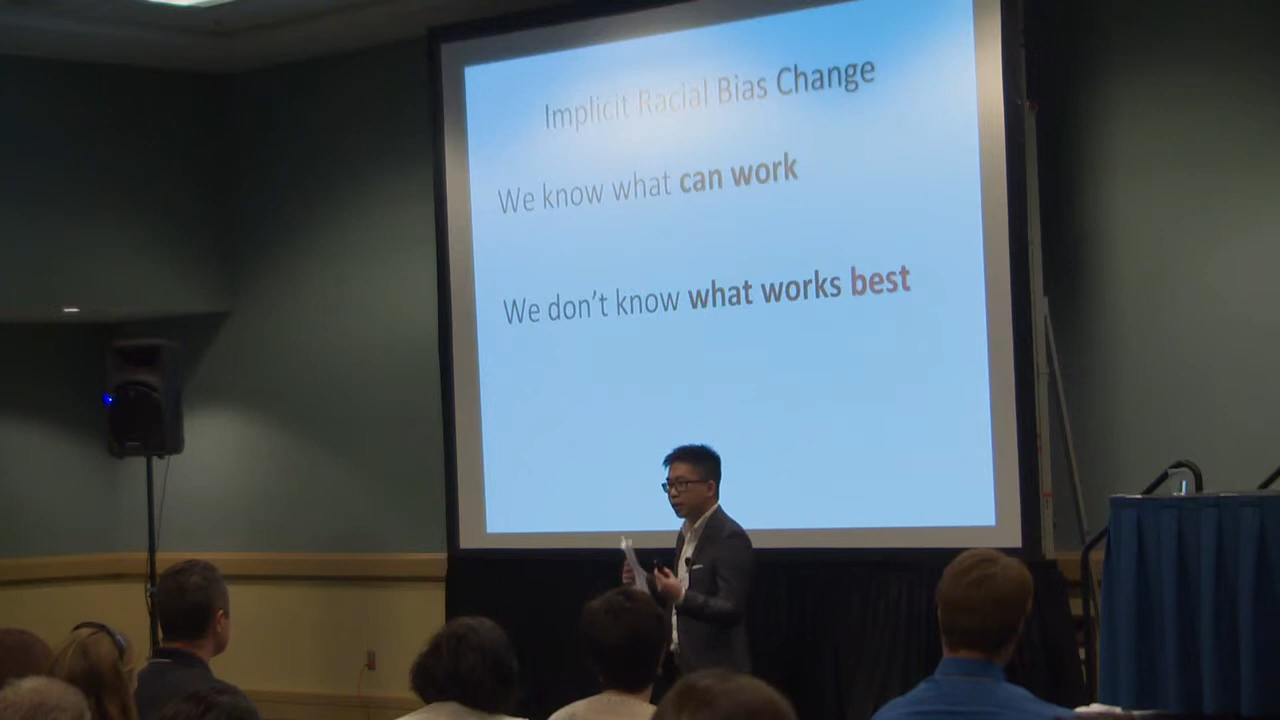 Implicit Racial Bias Change
We know what can work
We don’t know what works best